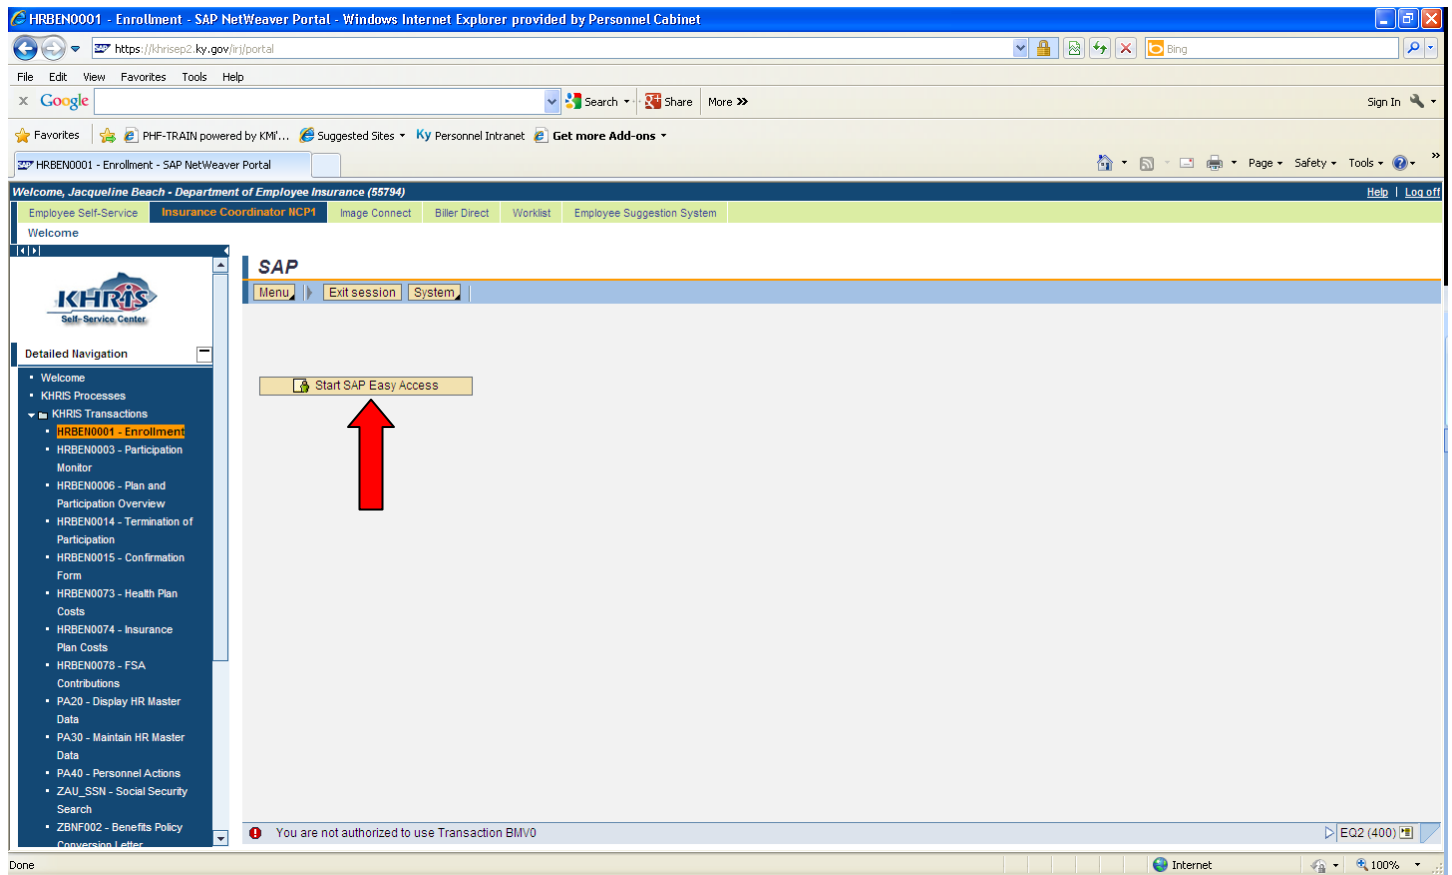 HRBEN0001 - Enrollment - SAP NetWeaver Portal - Windows Internet Explorer provided by Personnel Cabinet
https://khrisep2.ky.gov/irj/portal
Bing
File Edit View Favorites Tools Help
x Google Search Share More >> Sign In
Favorites PHF-TRAIN powered by KMi'... Suggested Sites Ky Personnel Intranet Get more Add-ons
HRBEN0001 - Enrollment - SAP NetWeaver Portal
Page Safety Tools »
Welcome, Jacqueline Beach - Department of Employee Insurance (55794) Help | Log off
Employee Self-Service Insurance Coordinator NCP1 Image Connect Biller Direct Worklist Employee Suggestion System
Welcome
KHRIS
Self-Service Center
Detailed Navigation
• Welcome
• KHRIS Processes
KHRIS Transactions
• HRBEN0001 - Enrollment
• HRBEN0003 - Participation
Monitor
• HRBEN0006 - Plan and
Participation Overview
• HRBEN0014 - Termination of
Participation
• HRBEN0015 - Confirmation
Form
• HRBEN0073 - Health Plan
Costs
• HRBEN0074 - Insurance
Plan Costs
• HRBEN0078 - FSA
Contributions
• PA20 - Display HR Master
Data
• PA30 - Maintain HR Master
Data
• PA40 - Personnel Actions
• ZAU_SSN - Social Security
Search
• ZBNF002 - Benefits Policy
Conversion Letter
SAP
Menu Exit session System
Start SAP Easy Access
You are not authorized to use Transaction BMV0
EQ2 (400)
Done Internet 100%